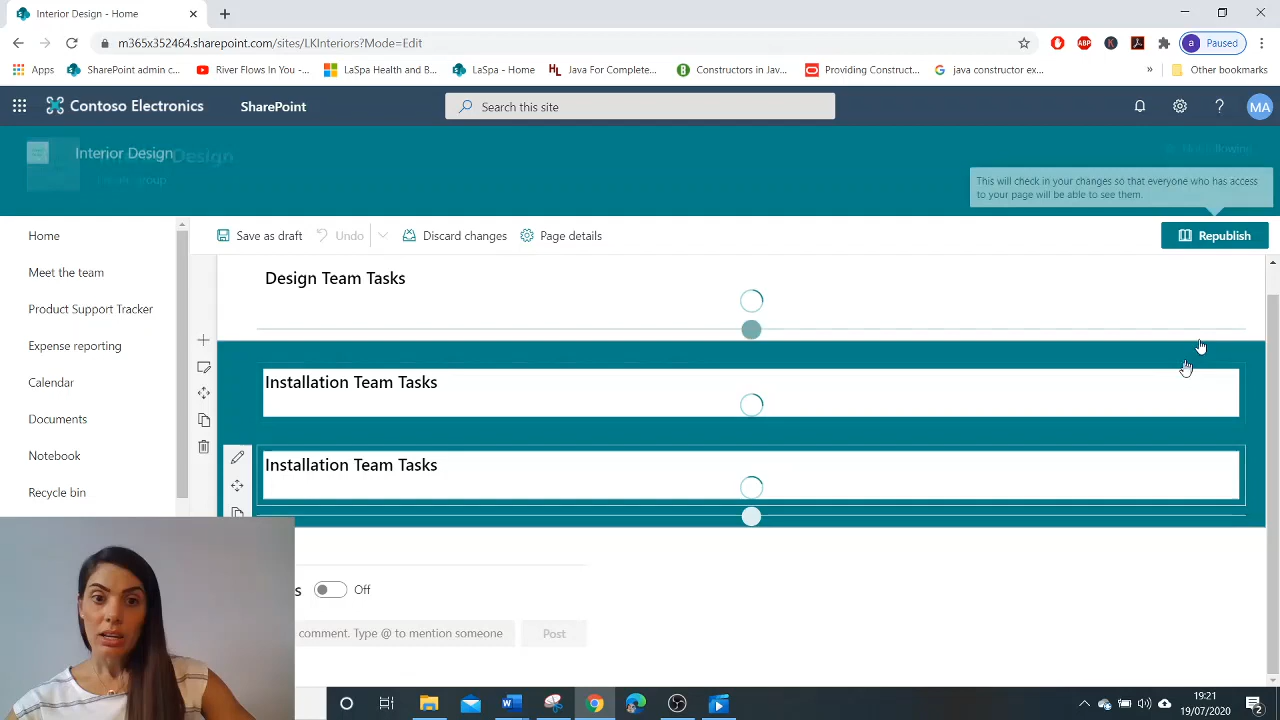 Interior Design - Home
m365x352464.sharepoint.com/sites/LKInteriors?Mode=Edit
ABP
K
a
Paused
Apps
SharePoint admin c...
River Flows In You -...
LaSpa Health and B...
LaSpa - Home
Java For Complete...
Constructors in Jav...
Providing Construct...
java constructor ex...
»
Other bookmarks
Contoso Electronics
SharePoint
Search this site
MA
Interior Design
Design
group
This will check in your changes so that everyone who has access
to your page will be able to see them.
Home
Save as draft
Undo
Discard changes
Page details
Republish
Meet the team
Product Support Tracker
Expense reporting
Calendar
Documents
Notebook
Recycle bin
Design Team Tasks
Installation Team Tasks
Installation Team Tasks
s
Off
comment. Type @ to mention someone
Post
19:21
19/07/2020
2